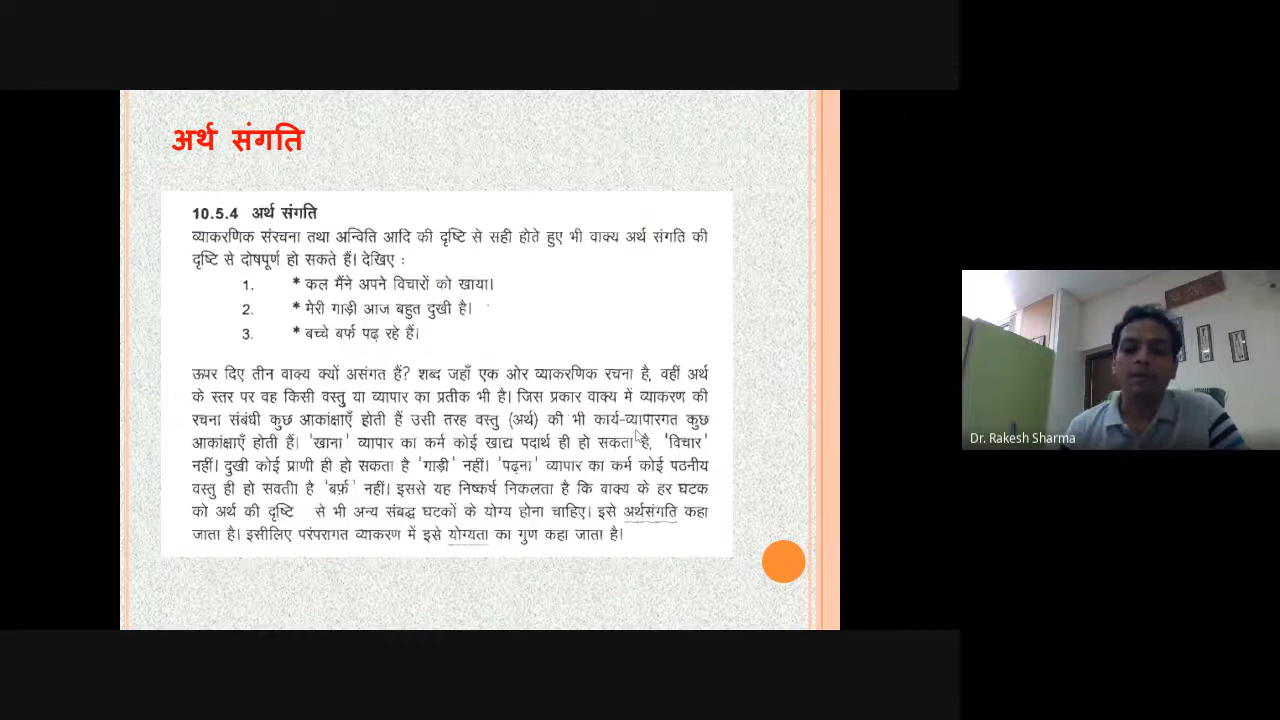 अर्थ संगति
10.5.4 अर्थ संगति
व्याकरणिक संरचना तथा अन्विति आदि की दृष्टि से सही होते हुए भी वाक्य अर्थ संगति की
दृष्टि से दोषपूर्ण हो सकते हैं। देखिए :
1. * कल मैंने अपने विचारों को खाया।
2. * मेरी गाड़ी आज बहुत दुखी है।
3. * बच्चे बर्फ पढ़ रहे हैं।
ऊपर दिए तीन वाक्य क्यों असंगत हैं? शब्द जहाँ एक ओर व्याकरणिक रचना है, वहीं अर्थ
के स्तर पर वह किसी वस्तु या व्यापार का प्रतीक भी है। जिस प्रकार वाक्य में व्याकरण की
रचना संबंधी कुछ आकांक्षाएँ होती हैं उसी तरह वस्तु (अर्थ) की भी कार्य-व्यापारगत कुछ
आकांक्षाएँ होती हैं। 'खाना' व्यापार का कर्म कोई खाद्य पदार्थ ही हो सकता है, 'विचार'
नहीं। दुखी कोई प्राणी ही हो सकता है 'गाड़ी' नहीं। 'पढ़ना' व्यापार का कर्म कोई पठनीय
वस्तु ही हो सवतीा है 'बर्फ़' नहीं। इससे यह निष्कर्ष निकलता है कि वाक्य के हर घटक
को अर्थ की दृष्टि से भी अन्य संबद्ध घटकों के योग्य होना चाहिए। इसे अर्थसंगति कहा
जाता है। इसीलिए परंपरागत व्याकरण में इसे योग्यता का गुण कहा जाता है।
Dr. Rakesh Sharma